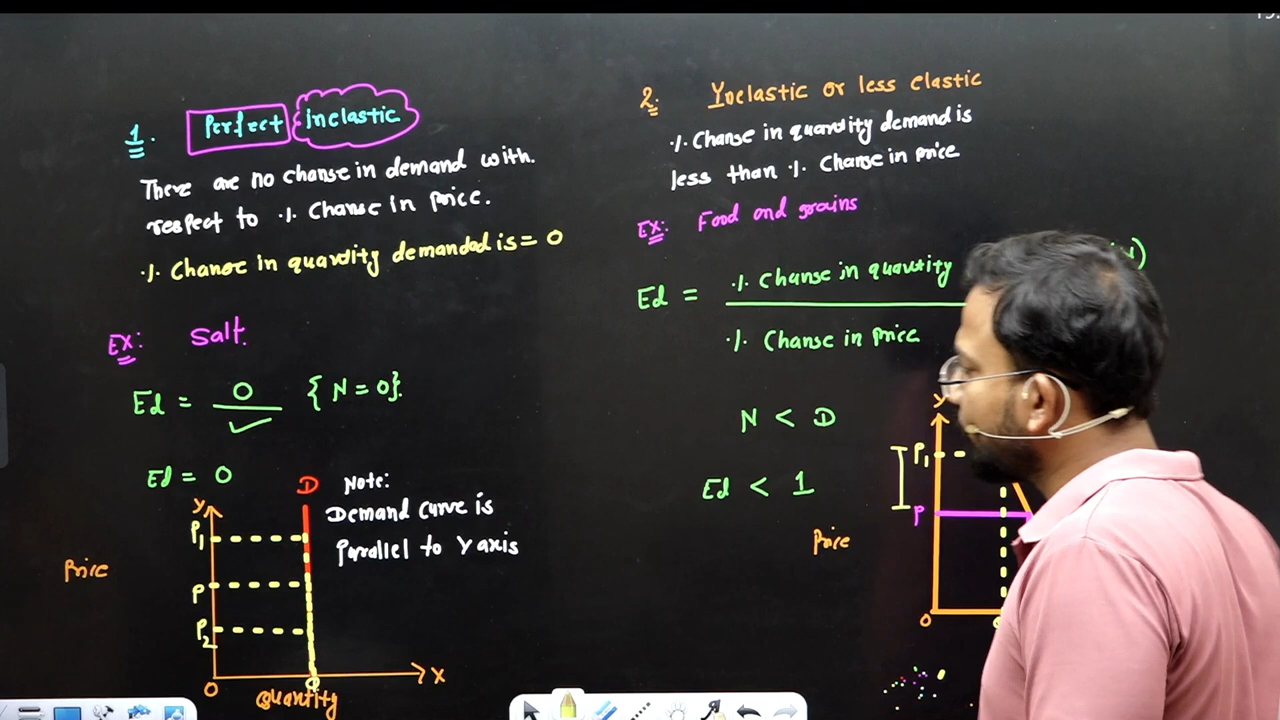 1. Perfect inelastic
There are no change in demand with.
respect to ·/. Change in price.
·/. Change in quantity demanded is = 0
EX: Salt.
Ed = 0 { N = 0}.
Ed = 0
D
Note:
Demand curve is
Parallel to Y axis
Y
P1
P
P2
Price
O
Q
X
Quantity
2. Inelastic or less elastic
·/. Change in quantity demand is
less than ·/. Change in price
EX: Food and grains
Ed = ·/. Change in quantity
·/. Change in price
N < D
Ed < 1
Y
P1
P
Price
O